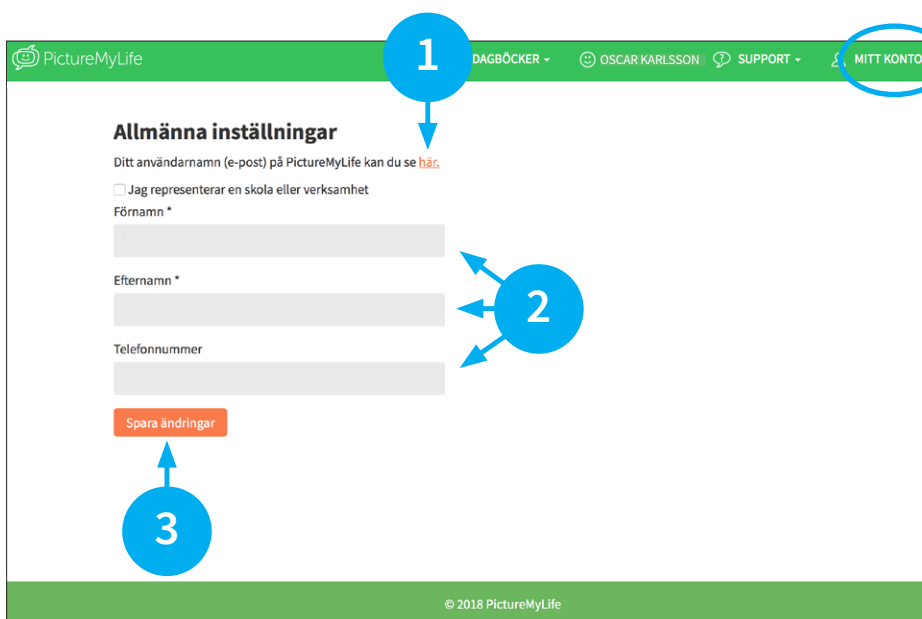 1
PictureMyLife DAGBÖCKER OSCAR KARLSSON SUPPORT MITT KONTO
Allmänna inställningar
Ditt användarnamn (e-post) på PictureMyLife kan du se här.
Jag representerar en skola eller verksamhet
Förnamn *
Efternamn *
2
Telefonnummer
Spara ändringar
3
© 2018 PictureMyLife